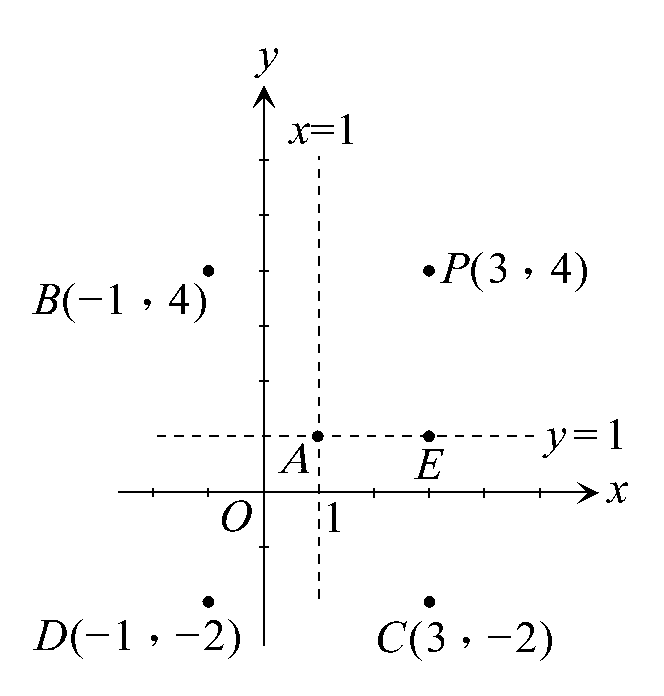 y
x=1
P(3，4)
B(−1，4)
y=1
A
E
x
O
1
D(−1，−2)
C(3，−2)